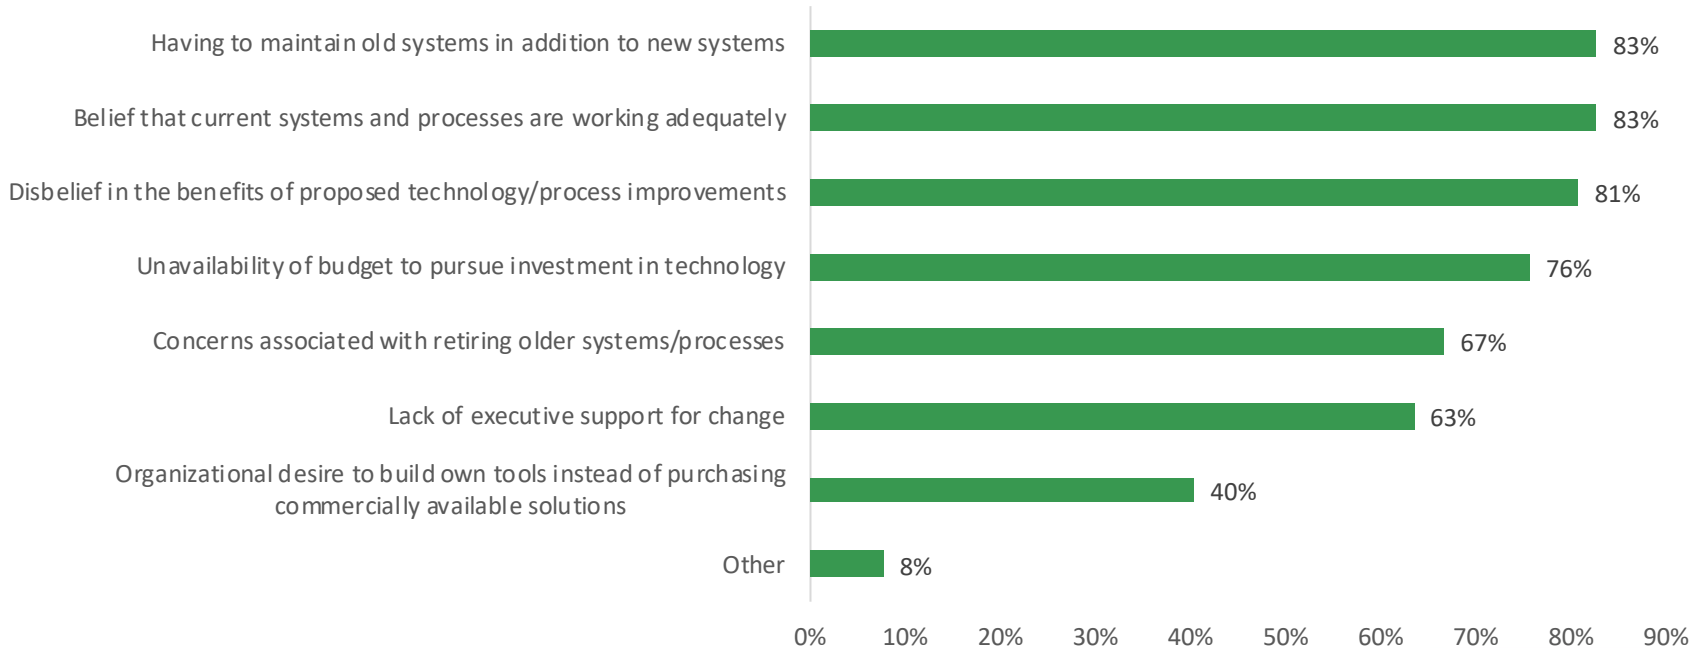 Having to maintain old systems in addition to new systems 83%
Belief that current systems and processes are working adequately 83%
Disbelief in the benefits of proposed technology/process improvements 81%
Unavailability of budget to pursue investment in technology 76%
Concerns associated with retiring older systems/processes 67%
Lack of executive support for change 63%
Organizational desire to build own tools instead of purchasing
commercially available solutions 40%
Other 8%
0% 10% 20% 30% 40% 50% 60% 70% 80% 90%